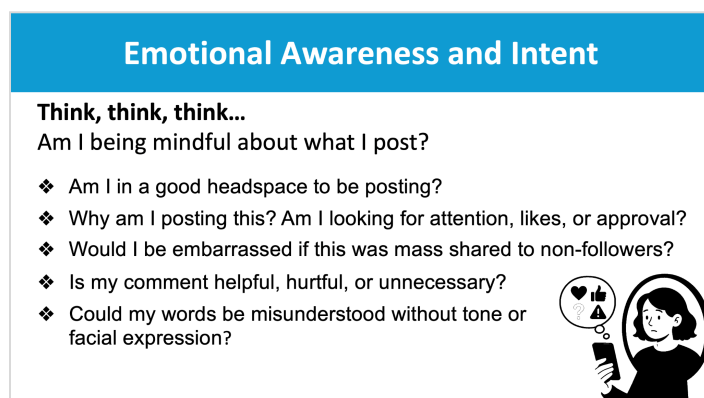 Emotional Awareness and Intent
Think, think, think...
Am I being mindful about what I post?
❖ Am I in a good headspace to be posting?
❖ Why am I posting this? Am I looking for attention, likes, or approval?
❖ Would I be embarrassed if this was mass shared to non-followers?
❖ Is my comment helpful, hurtful, or unnecessary?
❖ Could my words be misunderstood without tone or
facial expression?
?